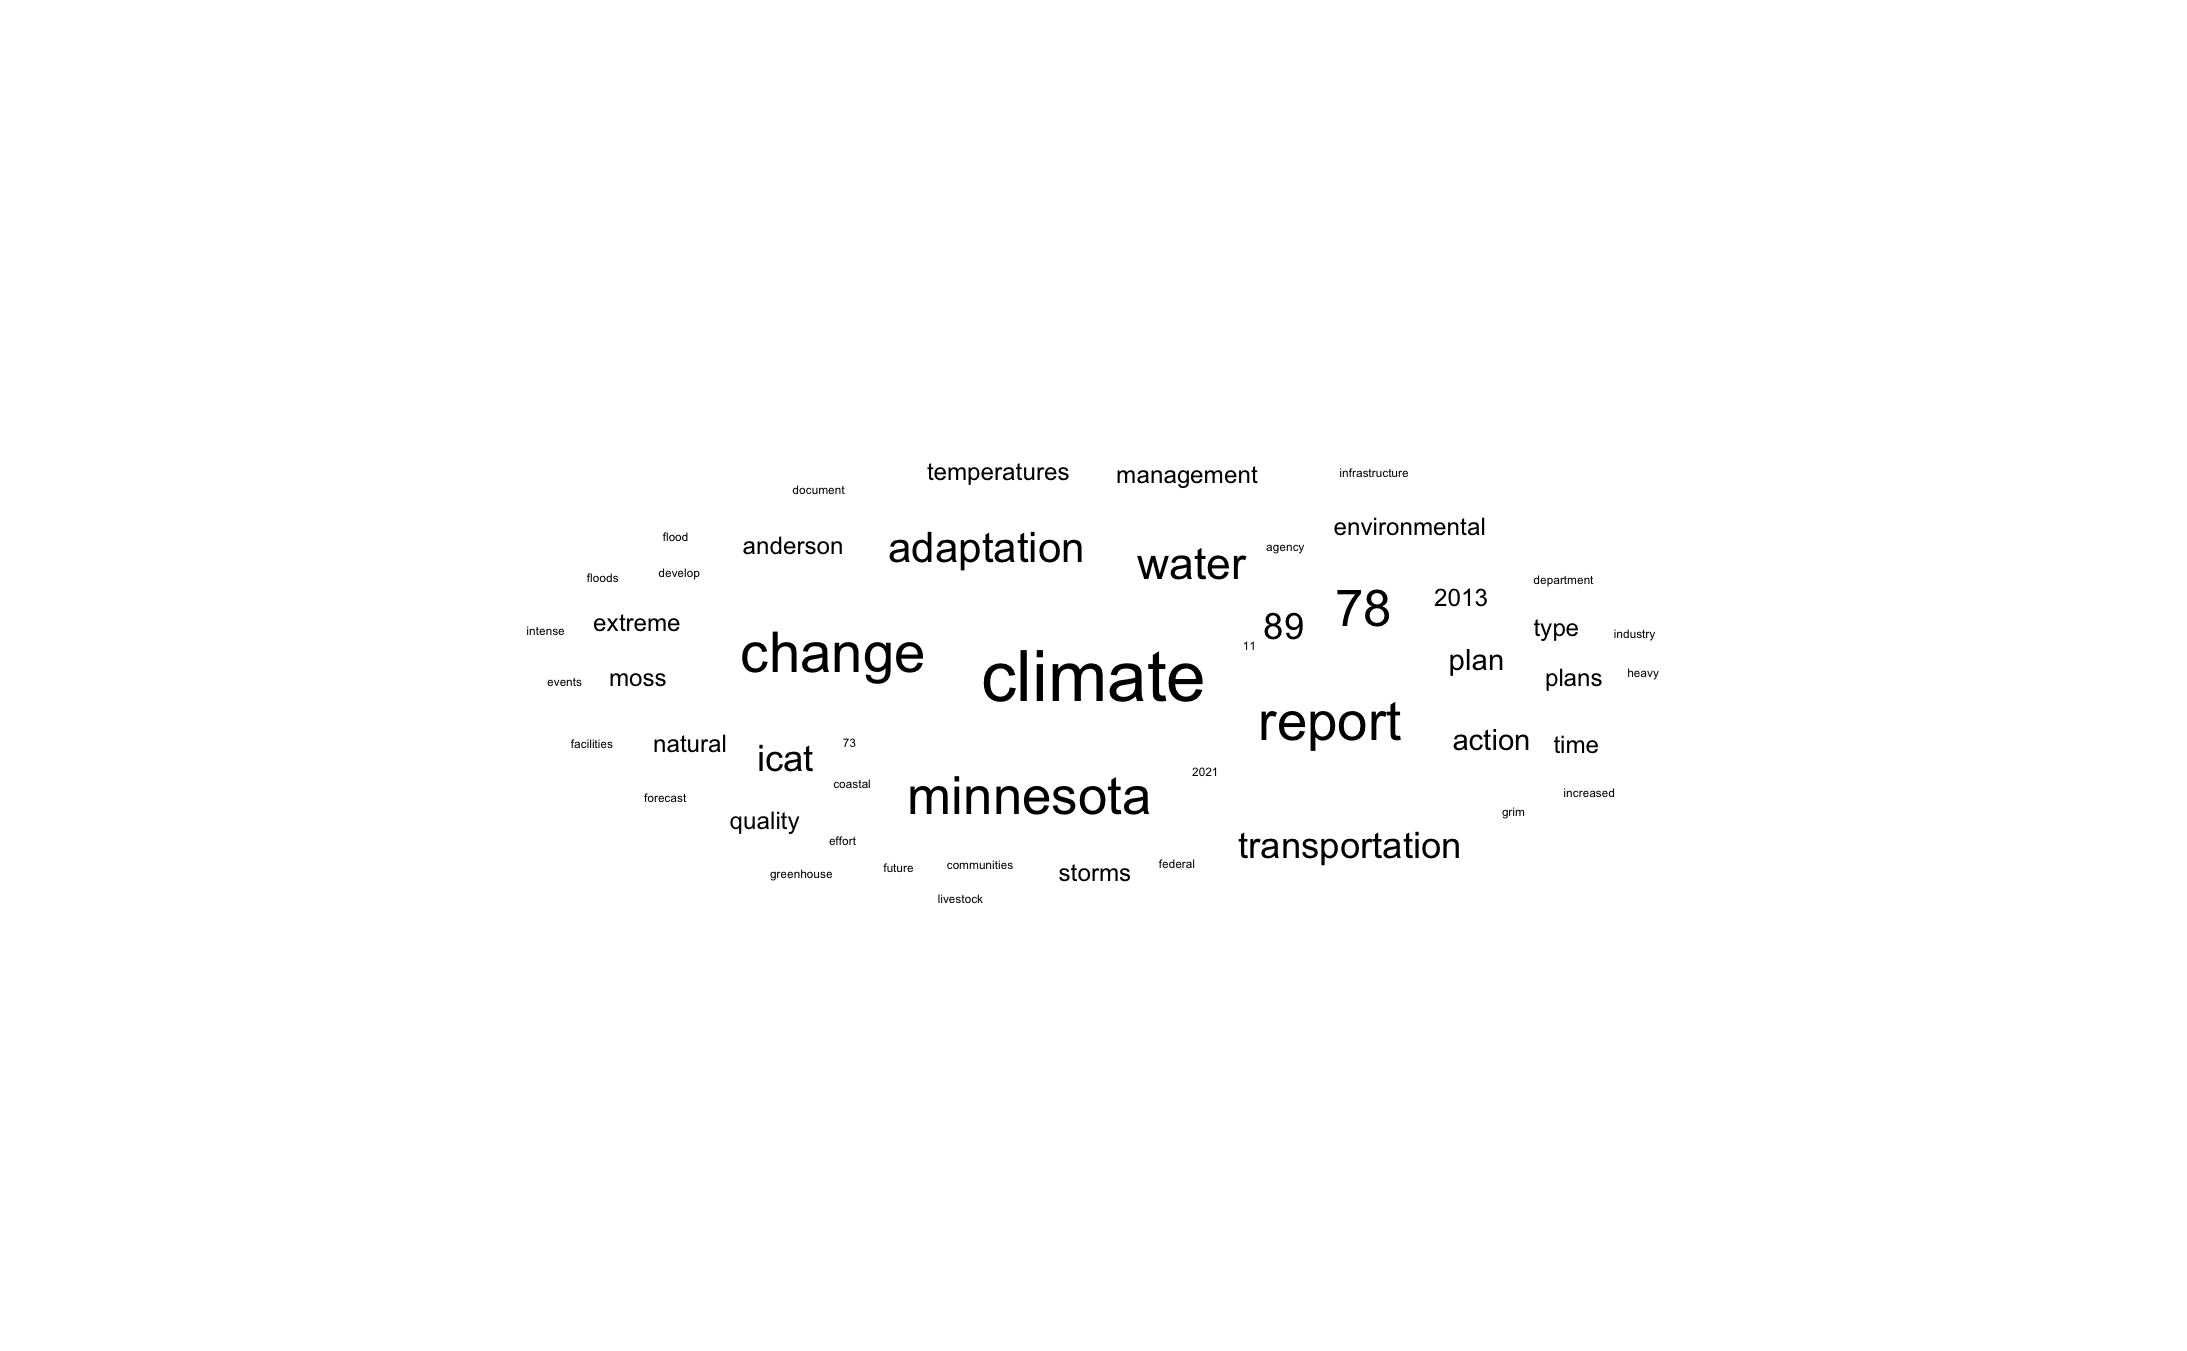 temperatures
management
infrastructure
document
environmental
flood
anderson
adaptation
water
agency
floods
develop
department
intense
extreme
89
78
2013
type
industry
change
climate
11
plan
events
moss
plans
heavy
report
facilities
natural
icat
73
action
time
coastal
minnesota
2021
forecast
increased
quality
grim
effort
transportation
greenhouse
future
communities
storms
federal
livestock